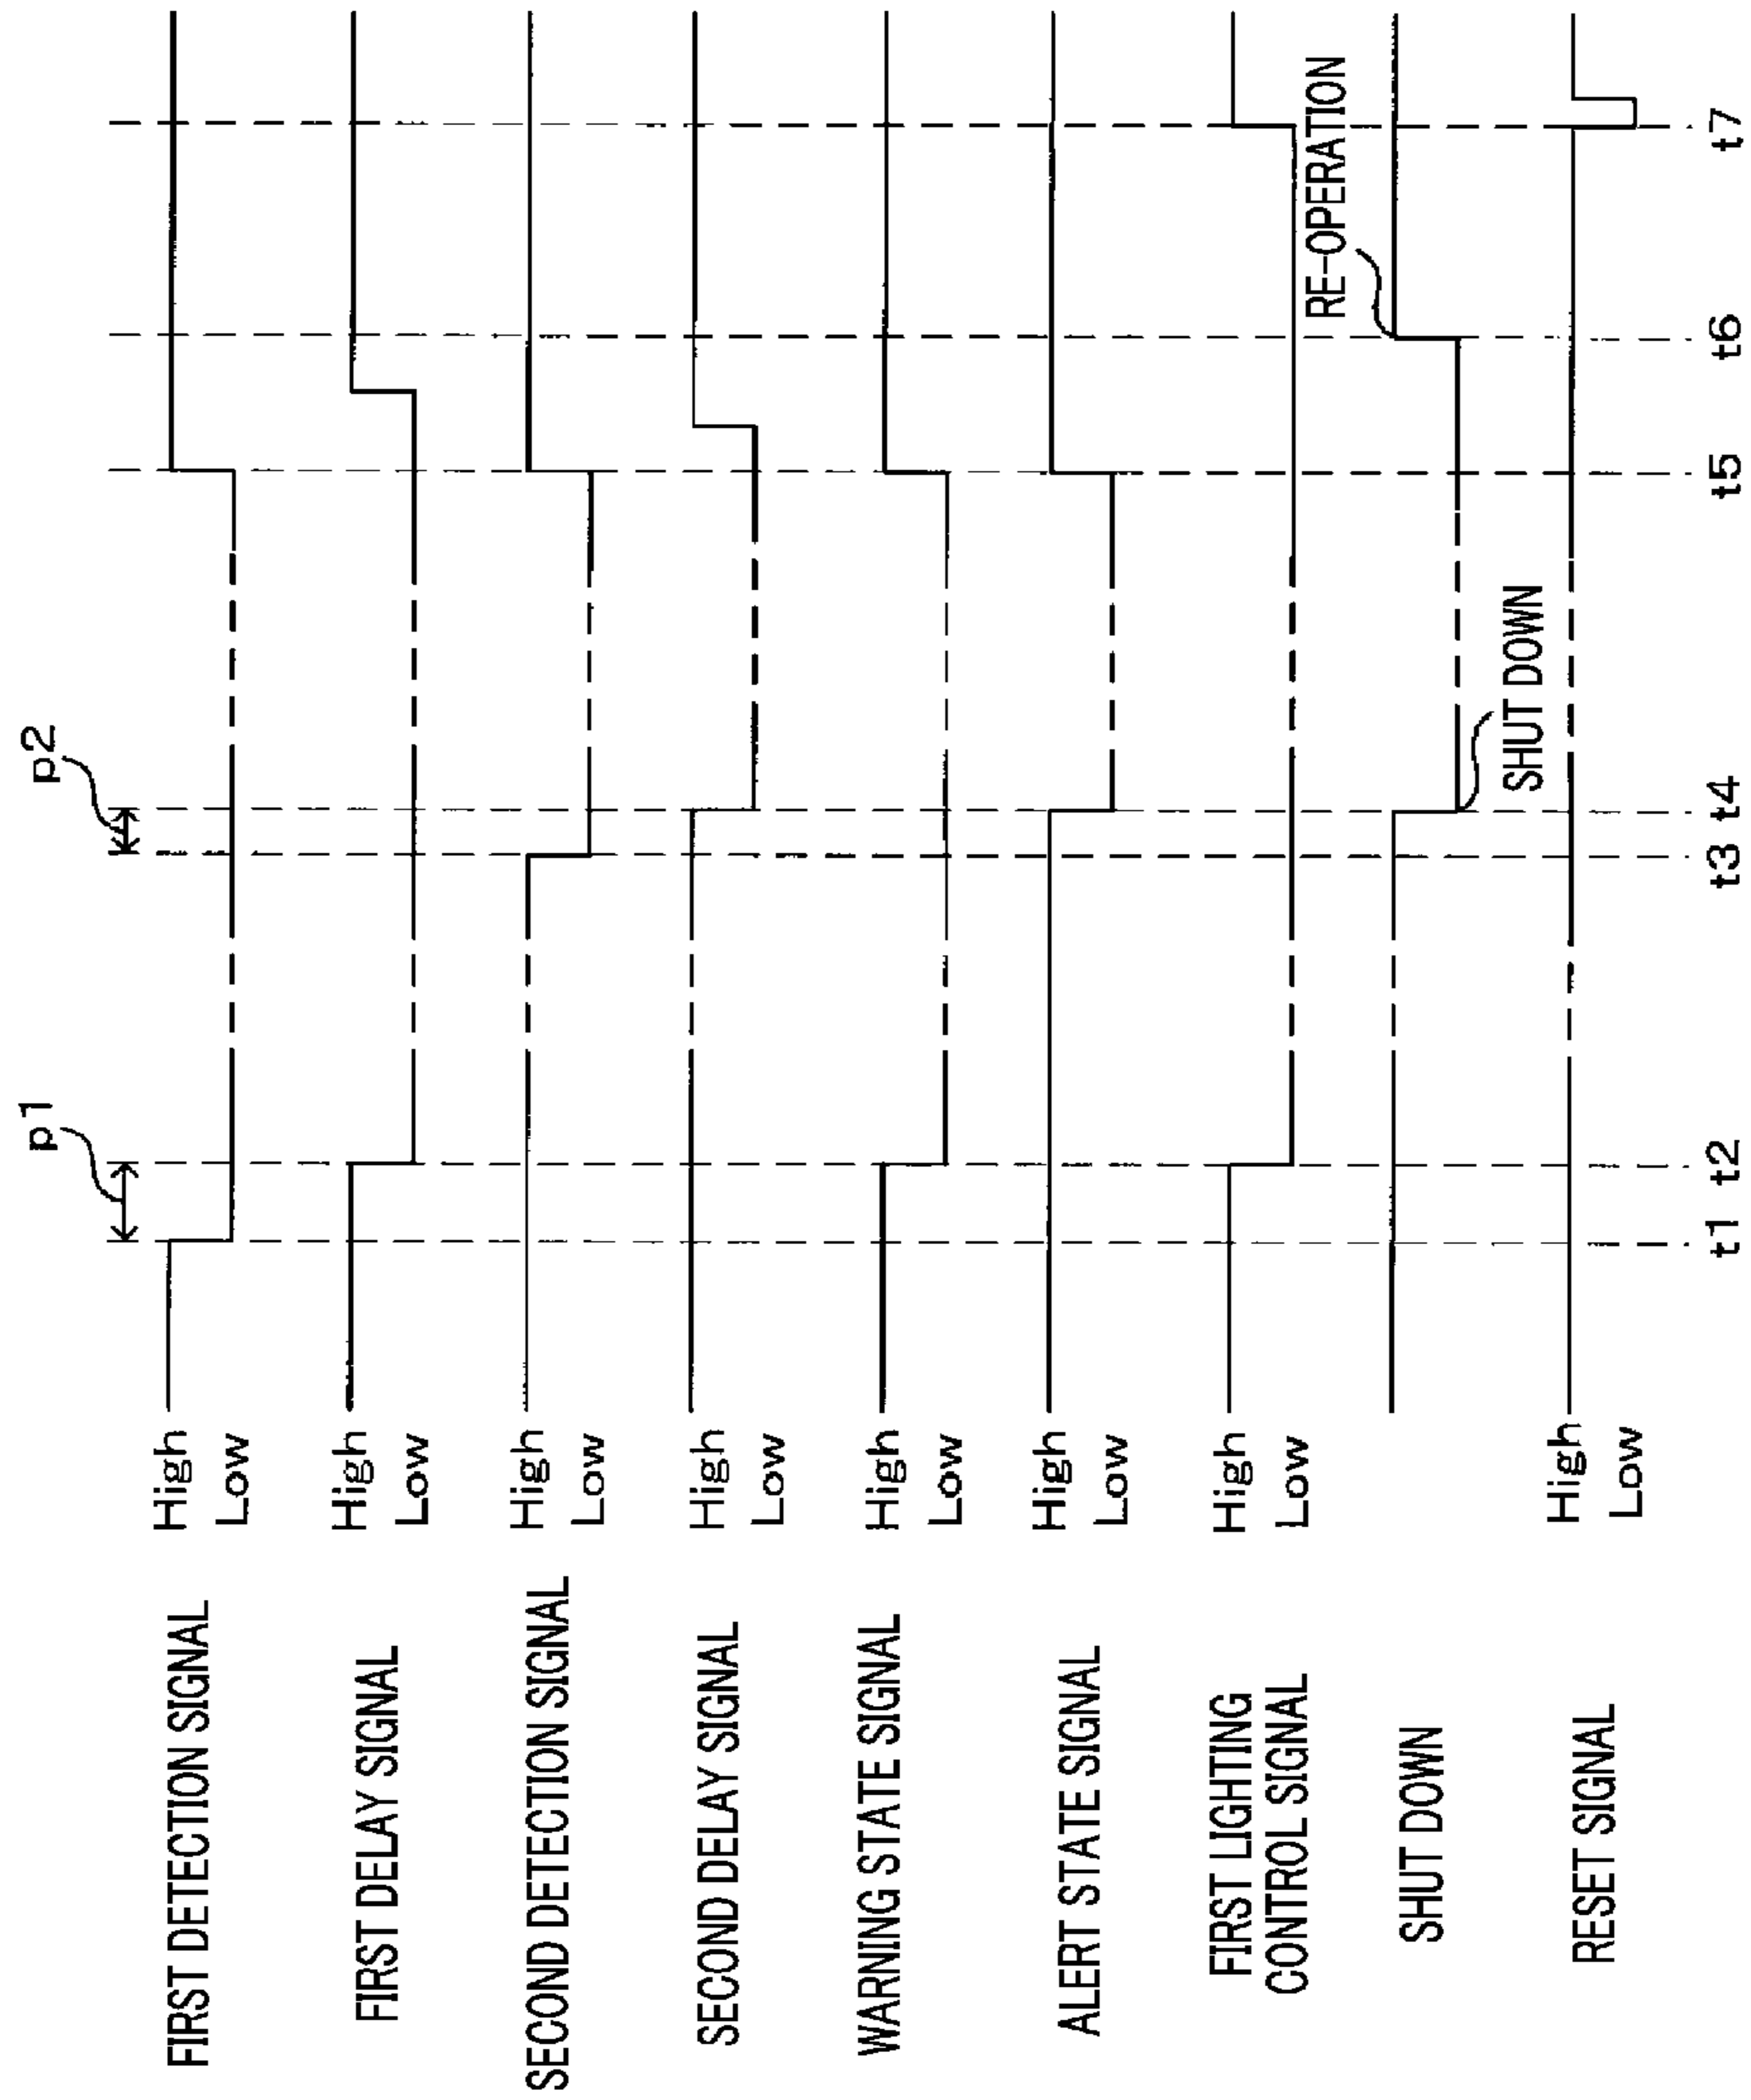 p1
p2
FIRST DETECTION SIGNAL
High
Low
FIRST DELAY SIGNAL
High
Low
SECOND DETECTION SIGNAL
High
Low
SECOND DELAY SIGNAL
High
Low
WARNING STATE SIGNAL
High
Low
ALERT STATE SIGNAL
High
Low
FIRST LIGHTING
CONTROL SIGNAL
High
Low
RE-OPERATION
SHUT DOWN
SHUT DOWN
RESET SIGNAL
High
Low
t1 t2 t3 t4 t5 t6 t7